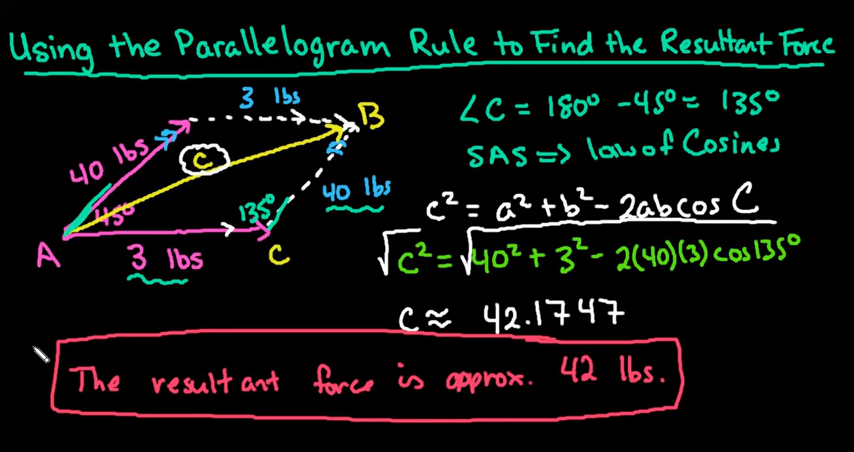 Using the Parallelogram Rule to Find the Resultant Force
3 lbs
B
40 lbs
c
45°
135°
40 lbs
A
3 lbs
C
∠C = 180° - 45° = 135°
SAS => law of Cosines
c² = a² + b² - 2ab cos C
√c² = √40² + 3² - 2(40)(3) cos 135°
c ≈ 42.1747
The resultant force is approx. 42 lbs.